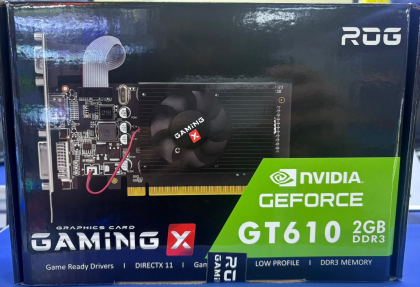 ROG
GAMING
X
NVIDIA
GEFORCE
GT610 2GB
DDR3
GRAPHICS CARD
GAMING X
Game Ready Drivers | DIRECTX 11 | LOW PROFILE | DDR3 MEMORY
ROG